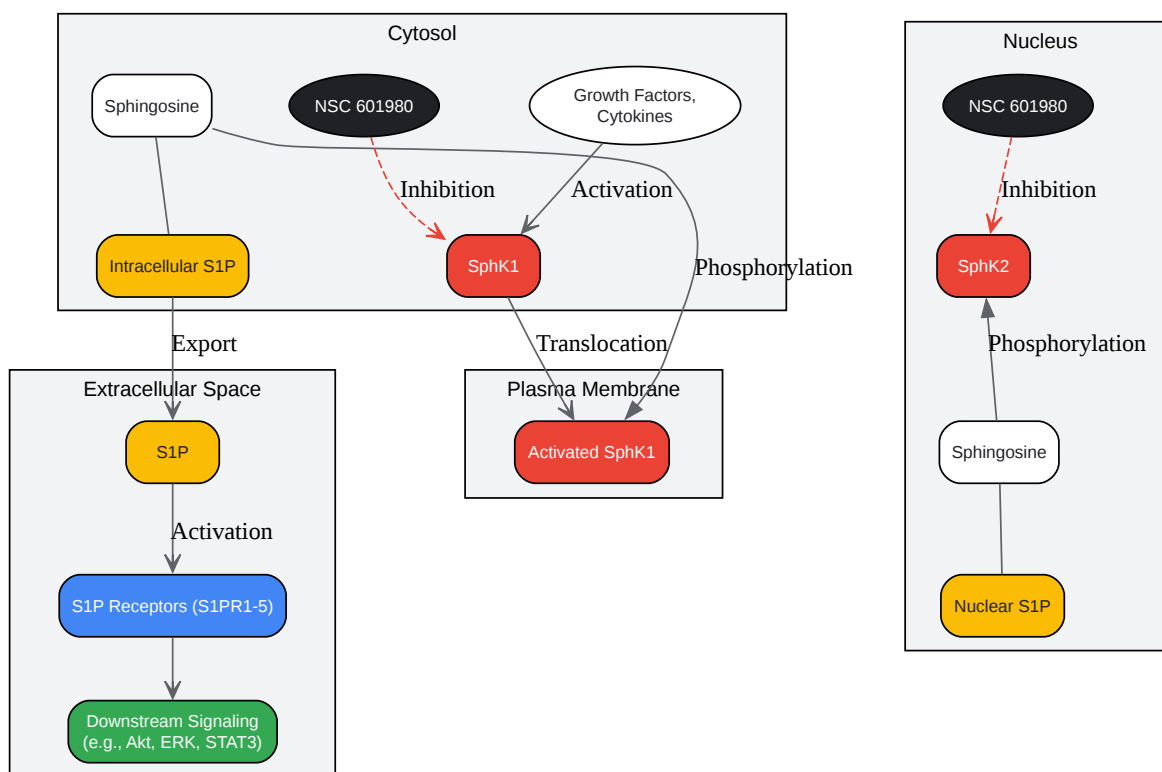 Cytosol
Nucleus
Sphingosine
NSC 601980
Growth Factors,
Cytokines
NSC 601980
Inhibition
Activation
Inhibition
Intracellular S1P
SphK1
Phosphorylation
SphK2
Export
Translocation
Phosphorylation
Extracellular Space
Plasma Membrane
S1P
Activated SphK1
Sphingosine
Activation
S1P Receptors (S1PR1-5)
Nuclear S1P
Downstream Signaling
(e.g., Akt, ERK, STAT3)